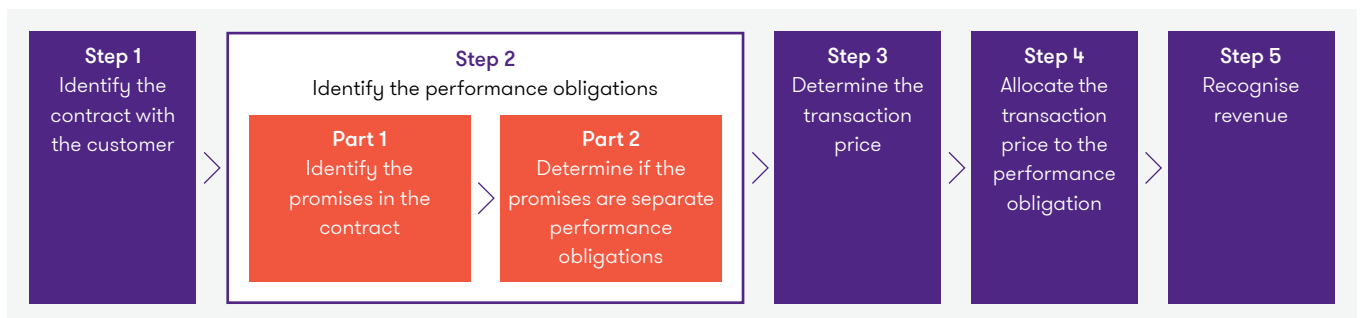 Step 1
Identify the
contract with
the customer
Step 2
Identify the performance obligations
Part 1
Identify the
promises in the
contract
Part 2
Determine if the
promises are separate
performance
obligations
Step 3
Determine the
transaction
price
Step 4
Allocate the
transaction
price to the
performance
obligation
Step 5
Recognise
revenue